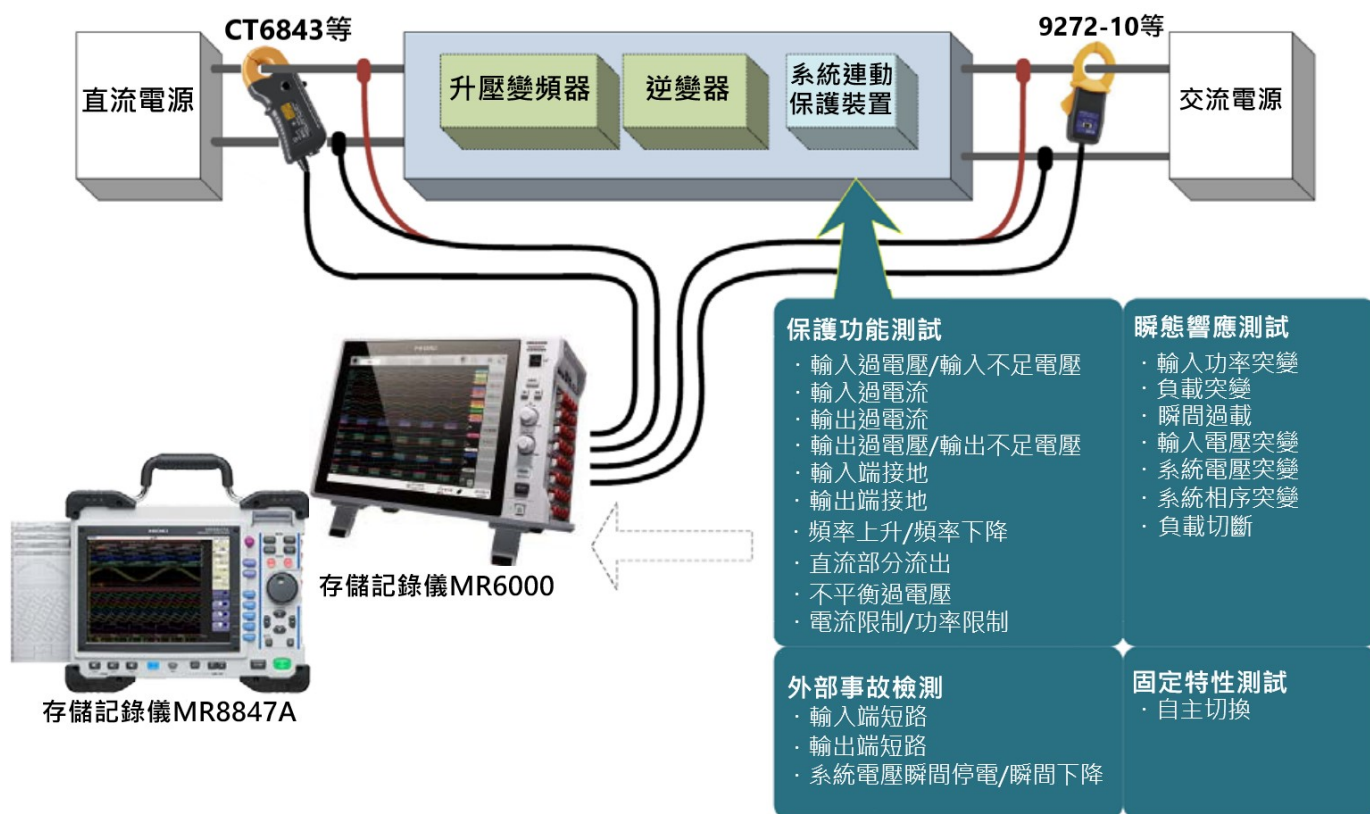 CT6843等
9272-10等
直流電源
升壓變頻器
逆變器
系統連動
保護裝置
交流電源
保護功能測試
·輸入過電壓/輸入不足電壓
·輸入過電流
·輸出過電流
·輸出過電壓/輸出不足電壓
·輸入端接地
·輸出端接地
·頻率上升/頻率下降
·直流部分流出
·不平衡過電壓
·電流限制/功率限制
瞬態響應測試
·輸入功率突變
·負載突變
·瞬間過載
·輸入電壓突變
·系統電壓突變
·系統相序突變
·負載切斷
HIOKI
存儲記錄儀MR6000
存儲記錄儀MR8847A
外部事故檢測
·輸入端短路
·輸出端短路
·系統電壓瞬間停電/瞬間下降
固定特性測試
·自主切換